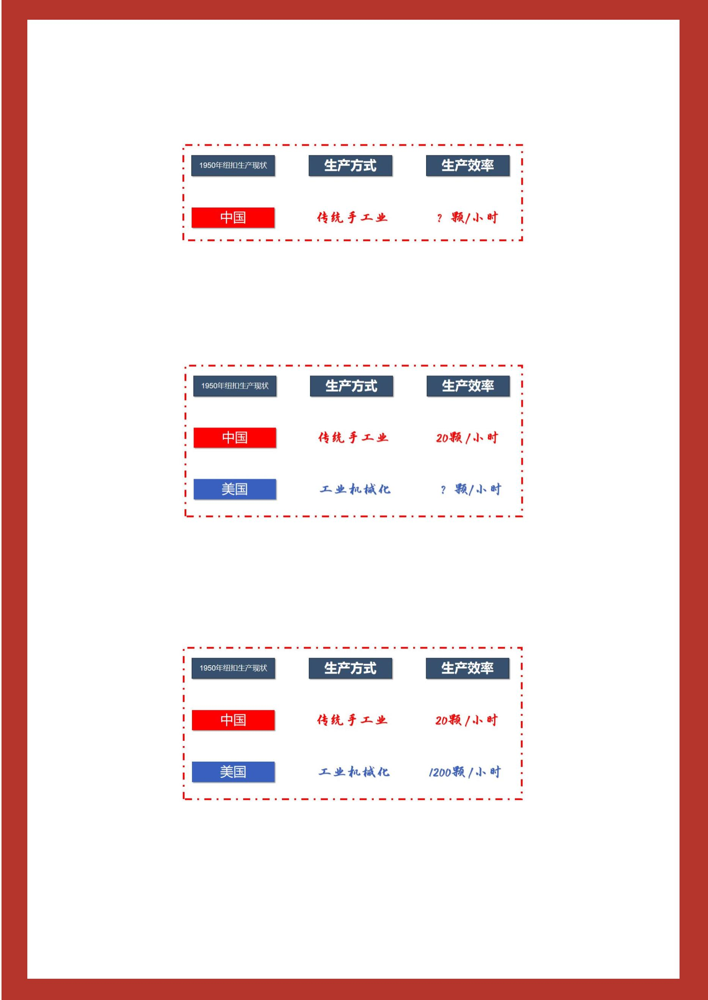 1950年纽扣生产现状 生产方式 生产效率
中国 传统手工业 ？颗/小时
1950年纽扣生产现状 生产方式 生产效率
中国 传统手工业 20颗/小时
美国 工业机械化 ？颗/小时
1950年纽扣生产现状 生产方式 生产效率
中国 传统手工业 20颗/小时
美国 工业机械化 1200颗/小时